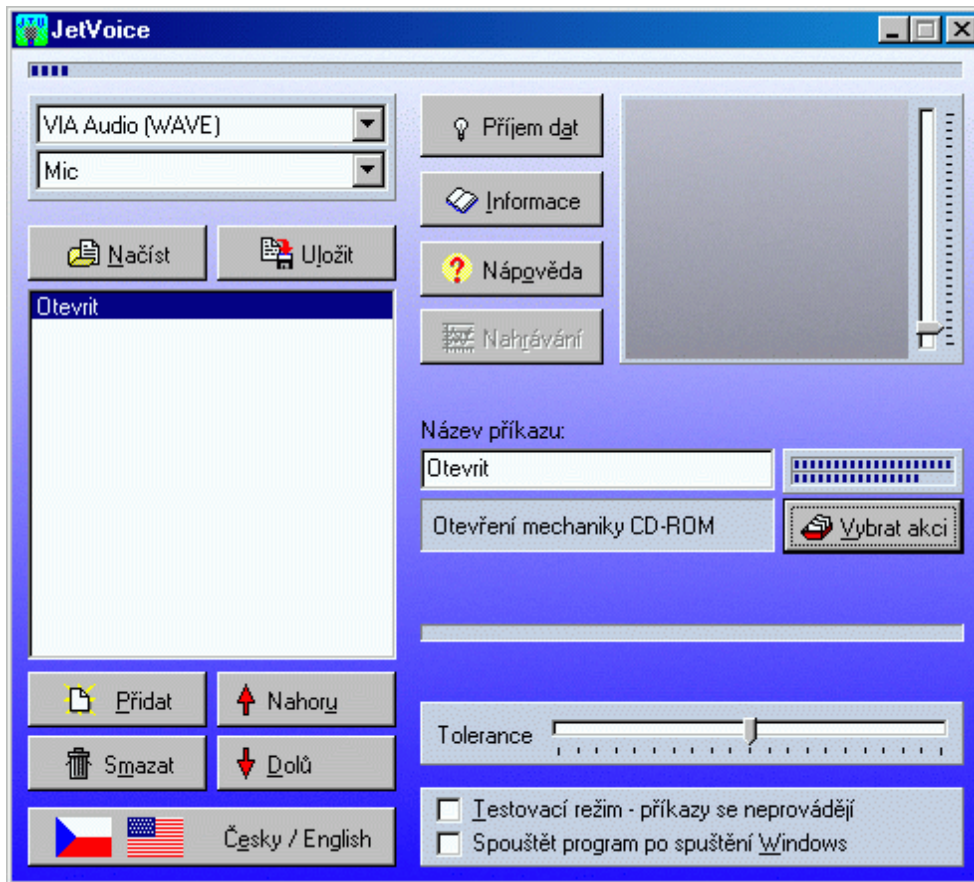 JetVoice
VIA Audio (WAVE)
Mic
Načíst
Uložit
Otevrit
Přidat
Nahoru
Smazat
Dolů
Česky / English
Příjem dat
Informace
Nápověda
Nahrávání
Název příkazu:
Otevrit
Otevření mechaniky CD-ROM
Vybrat akci
Tolerance
Testovací režim - příkazy se neprovádějí
Spouštět program po spuštění Windows